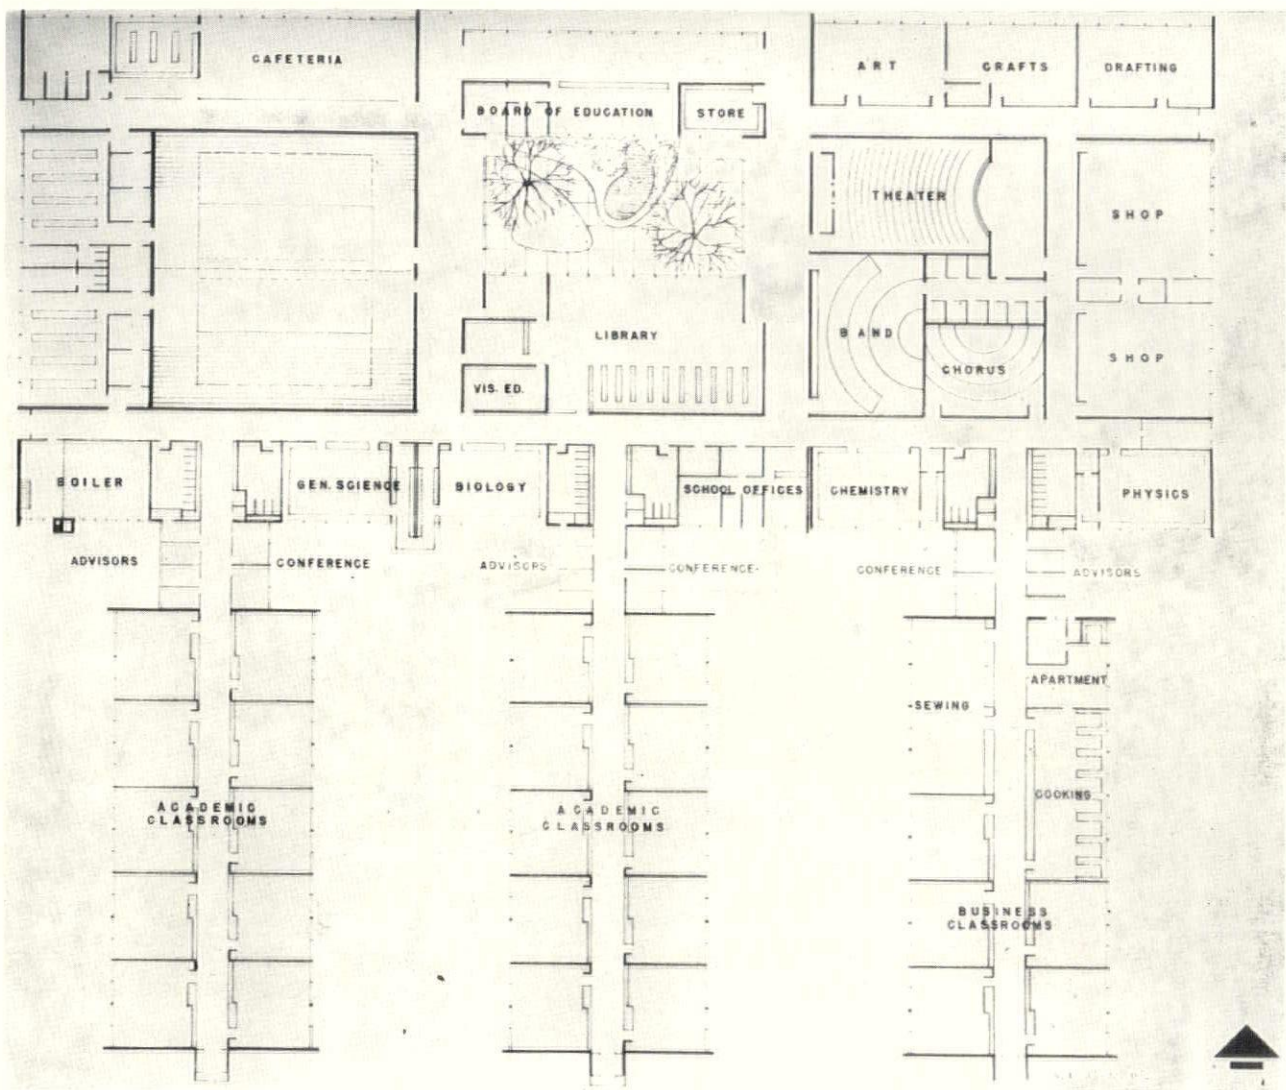 CAFETERIA
ART
CRAFTS
DRAFTING
BOARD OF EDUCATION
STORE
THEATER
SHOP
LIBRARY
BAND
SHOP
CHORUS
VIS. ED.
BOILER
GEN. SCIENCE
BIOLOGY
SCHOOL OFFICES
CHEMISTRY
PHYSICS
ADVISORS
CONFERENCE
ADVISORS
CONFERENCE
CONFERENCE
ADVISORS
APARTMENT
SEWING
COOKING
ACADEMIC
CLASSROOMS
ACADEMIC
CLASSROOMS
BUSINESS
CLASSROOMS